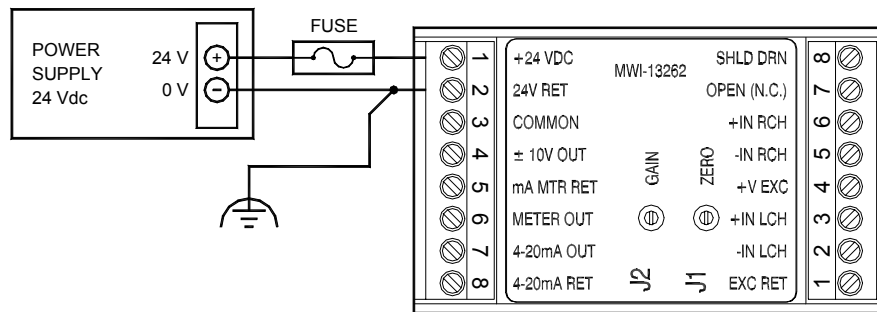 POWER
SUPPLY
24 Vdc
24 V
+
0 V
−
FUSE
MWI-13262
1 +24 VDC
2 24V RET
3 COMMON
4 ± 10V OUT
5 mA MTR RET
6 METER OUT
7 4-20mA OUT
8 4-20mA RET
GAIN
ZERO
J2
J1
SHLD DRN 8
OPEN (N.C.) 7
+IN RCH 6
-IN RCH 5
+V EXC 4
+IN LCH 3
-IN LCH 2
EXC RET 1